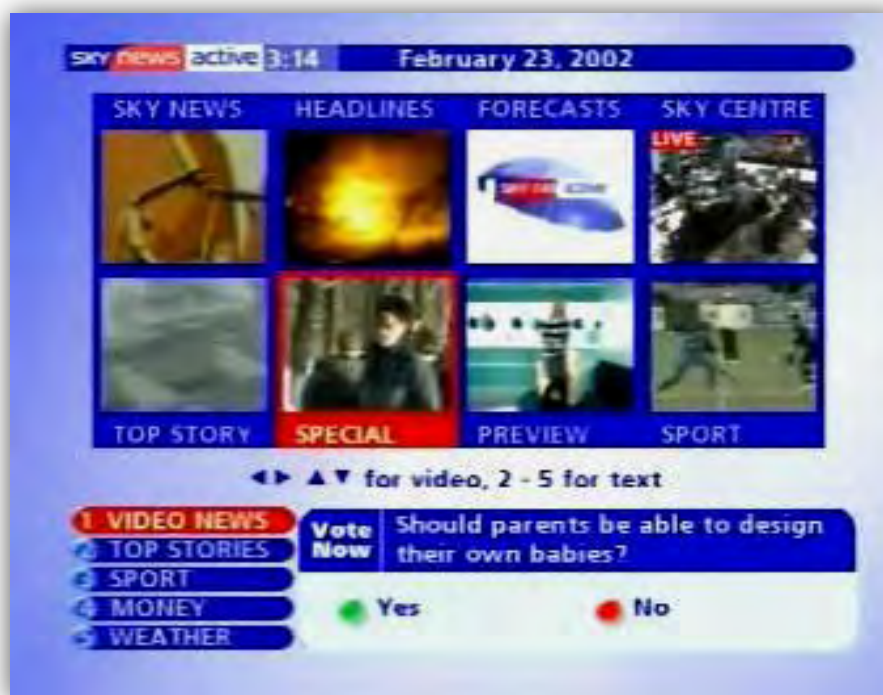 sky news active 3:14 February 23, 2002
SKY NEWS HEADLINES FORECASTS SKY CENTRE
LIVE
TOP STORY SPECIAL PREVIEW SPORT
for video, 2 - 5 for text
1 VIDEO NEWS
2 TOP STORIES
3 SPORT
4 MONEY
5 WEATHER
Vote Now
Should parents be able to design
their own babies?
Yes No